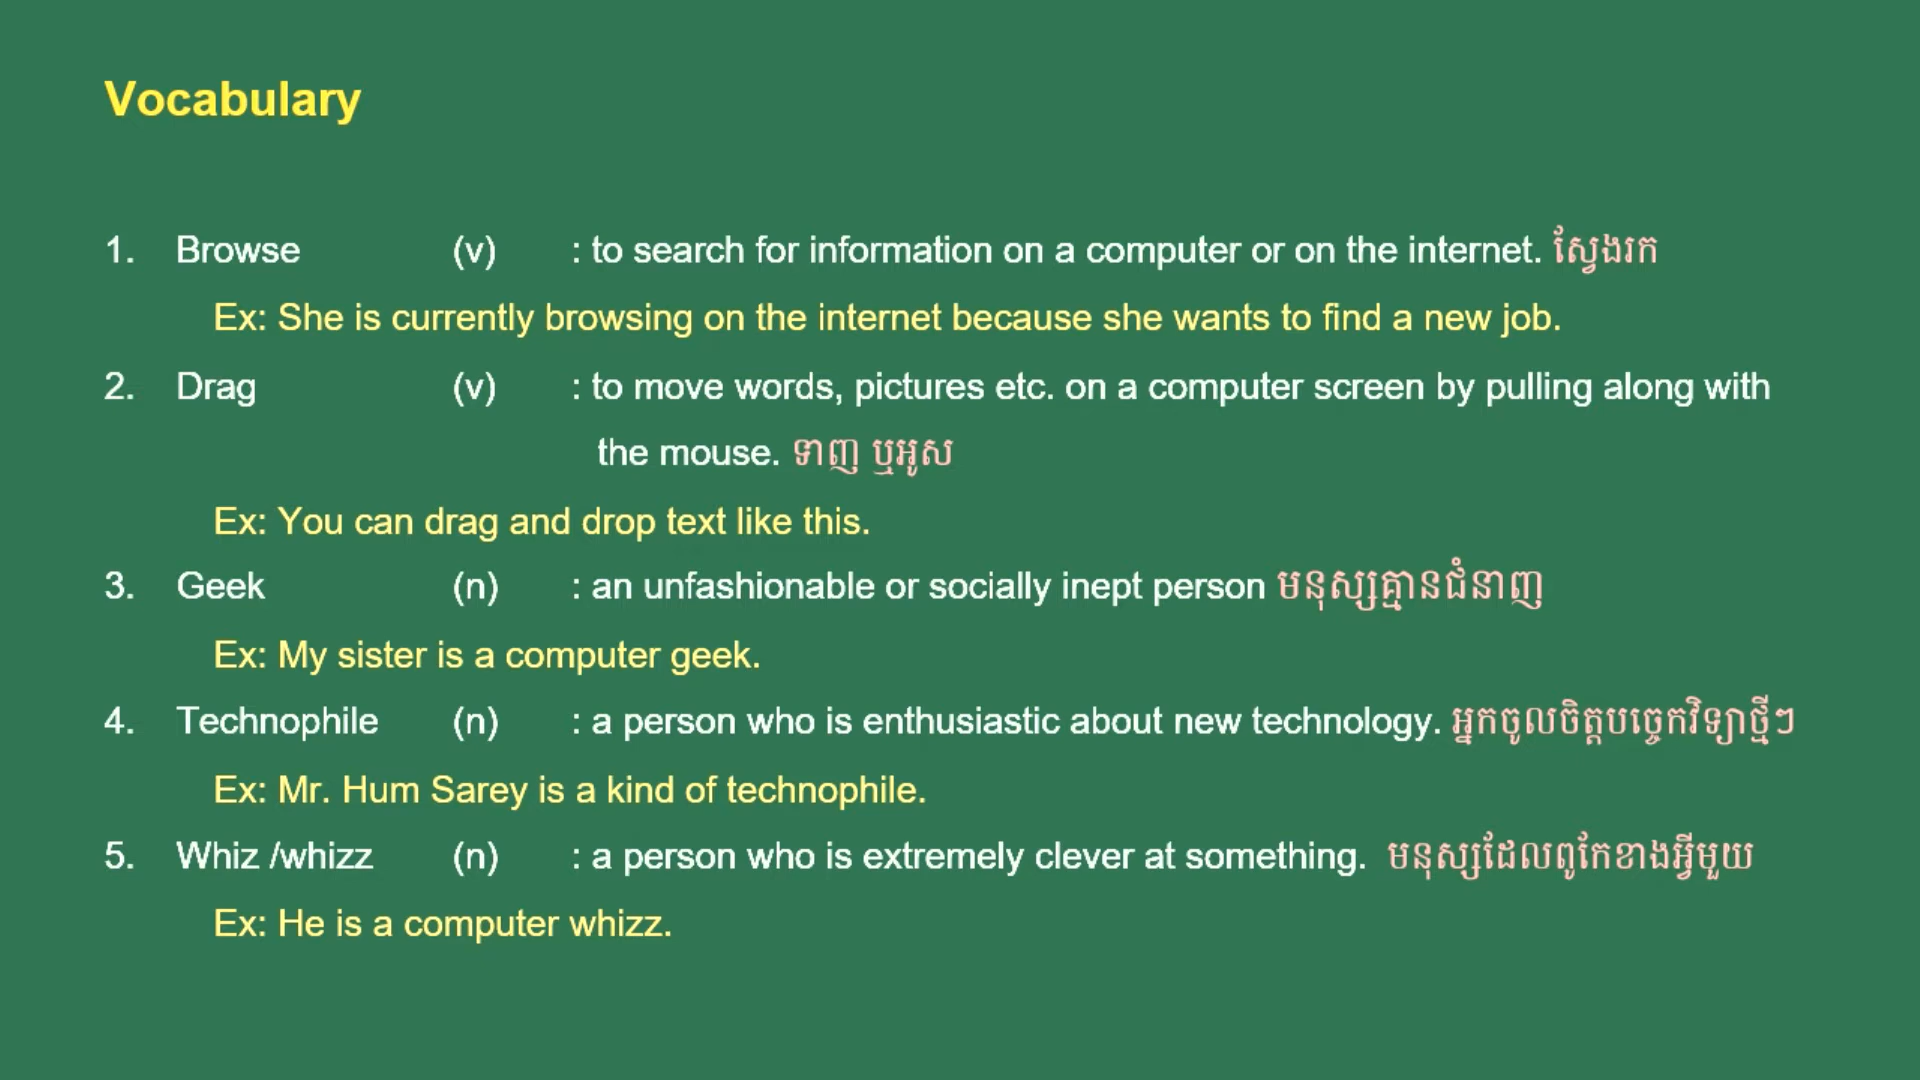 Vocabulary
1. Browse (v) : to search for information on a computer or on the internet. ស្វែងរក
Ex: She is currently browsing on the internet because she wants to find a new job.
2. Drag (v) : to move words, pictures etc. on a computer screen by pulling along with
the mouse. ទាញ ឬអូស
Ex: You can drag and drop text like this.
3. Geek (n) : an unfashionable or socially inept person មនុស្សគ្មានជំនាញ
Ex: My sister is a computer geek.
4. Technophile (n) : a person who is enthusiastic about new technology. អ្នកចូលចិត្តបច្ចេកវិទ្យាថ្មីៗ
Ex: Mr. Hum Sarey is a kind of technophile.
5. Whiz /whizz (n) : a person who is extremely clever at something. មនុស្សដែលពូកែខាងអ្វីមួយ
Ex: He is a computer whizz.